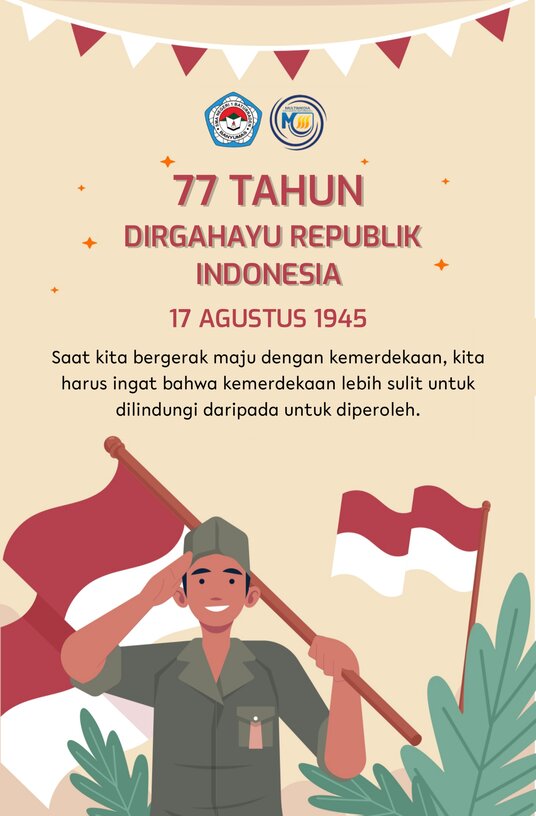 MULTIMEDIA
77 TAHUN
DIRGAHAYU REPUBLIK
INDONESIA
17 AGUSTUS 1945
Saat kita bergerak maju dengan kemerdekaan, kita
harus ingat bahwa kemerdekaan lebih sulit untuk
dilindungi daripada untuk diperoleh.